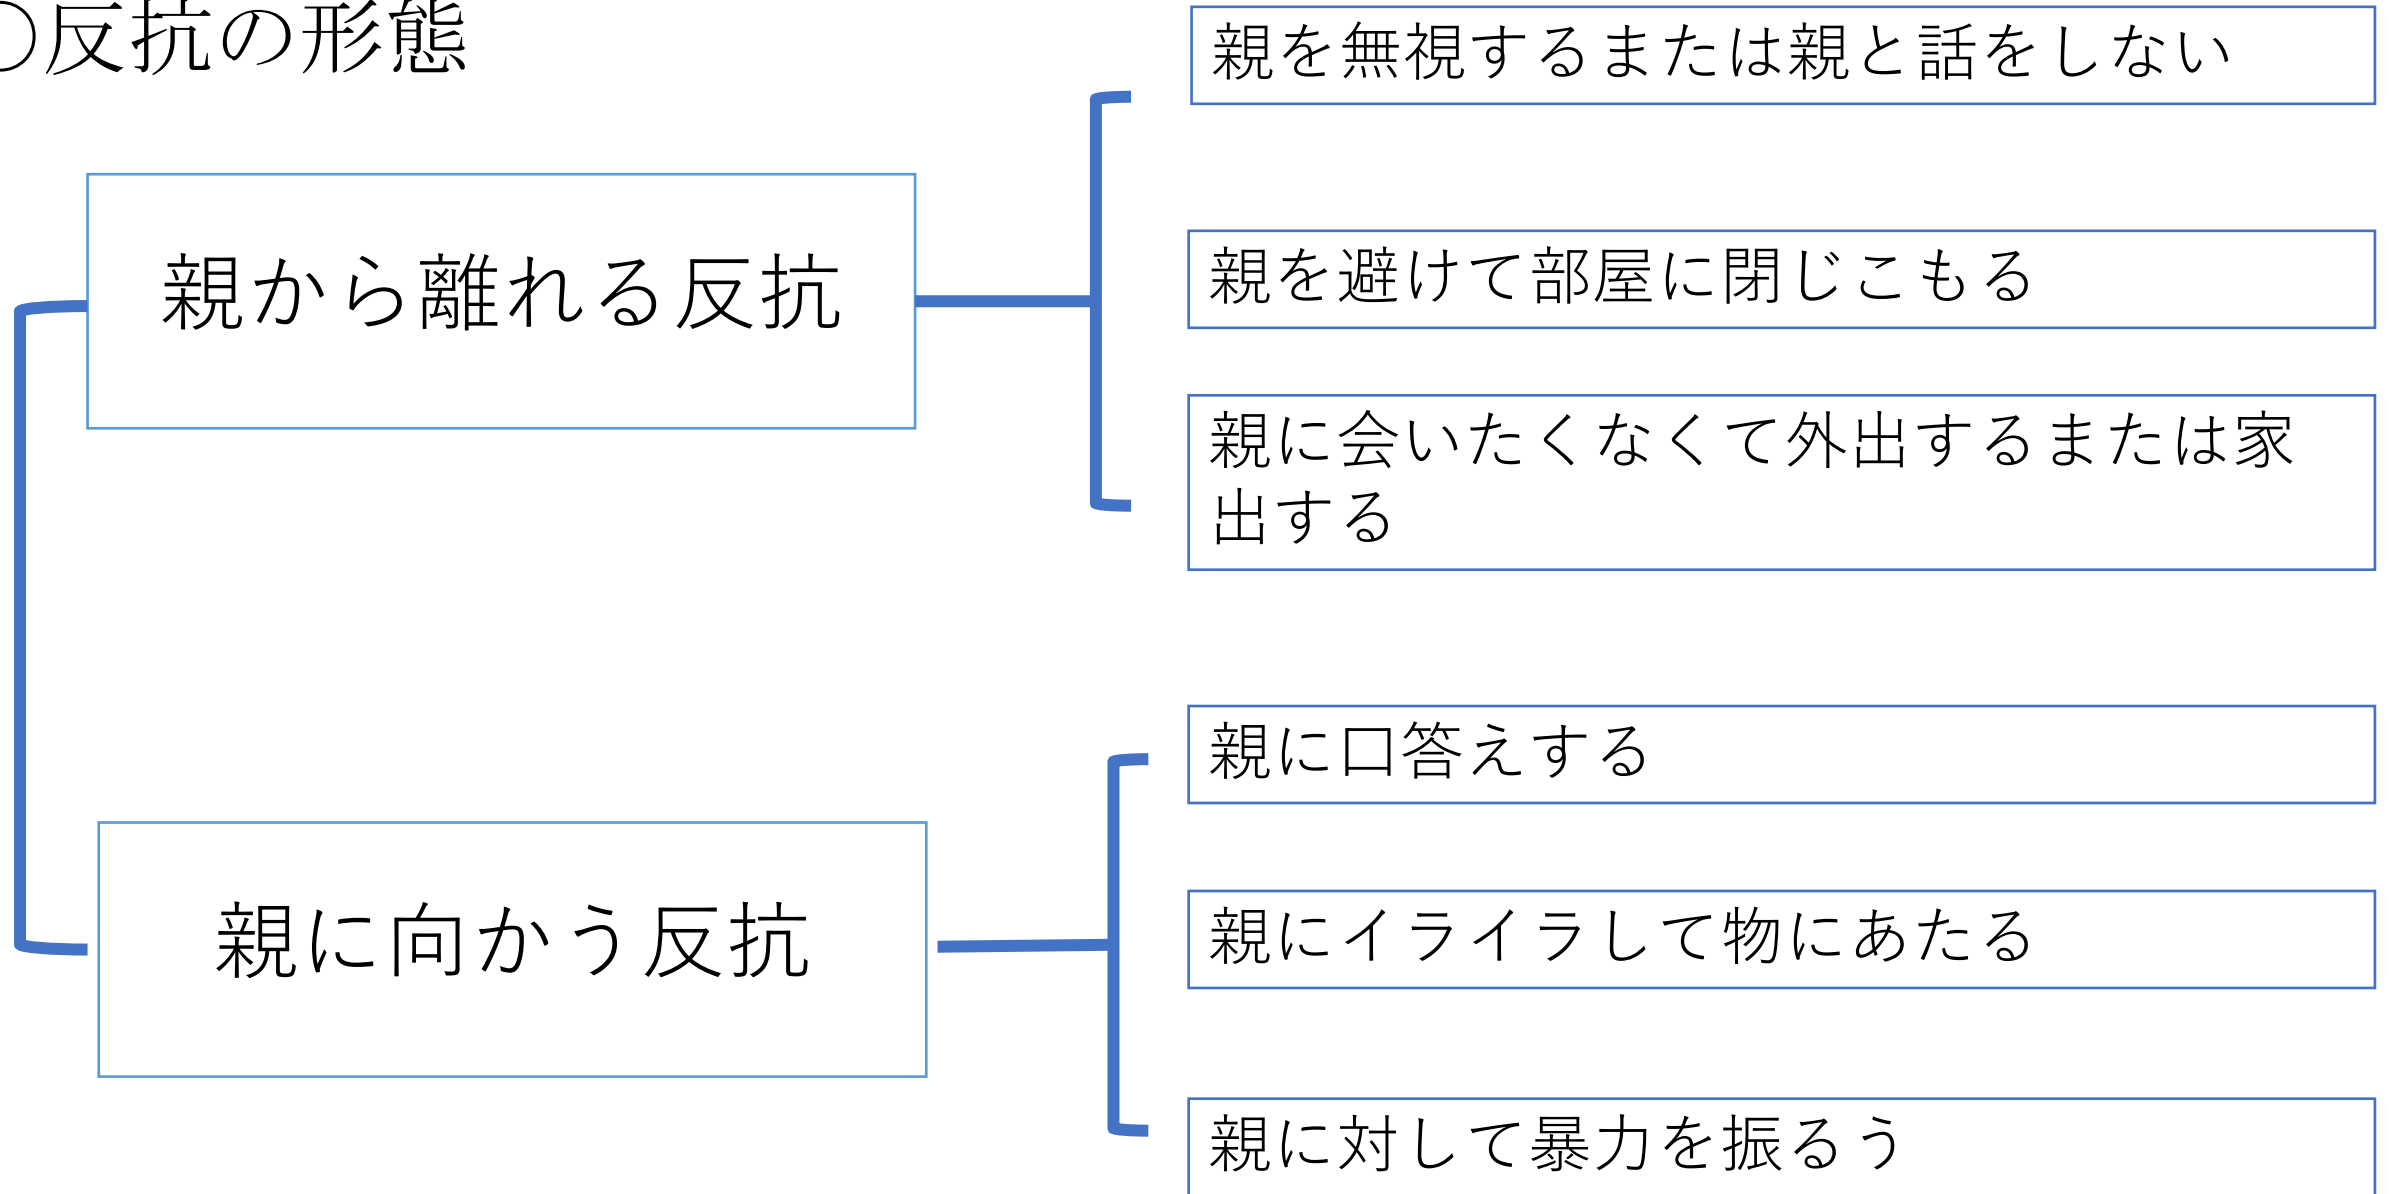 〇反抗の形態
親から離れる反抗
親を無視するまたは親と話をしない
親を避けて部屋に閉じこもる
親に会いたくなくて外出するまたは家
出する
親に向かう反抗
親に口答えする
親にイライラして物にあたる
親に対して暴力を振るう